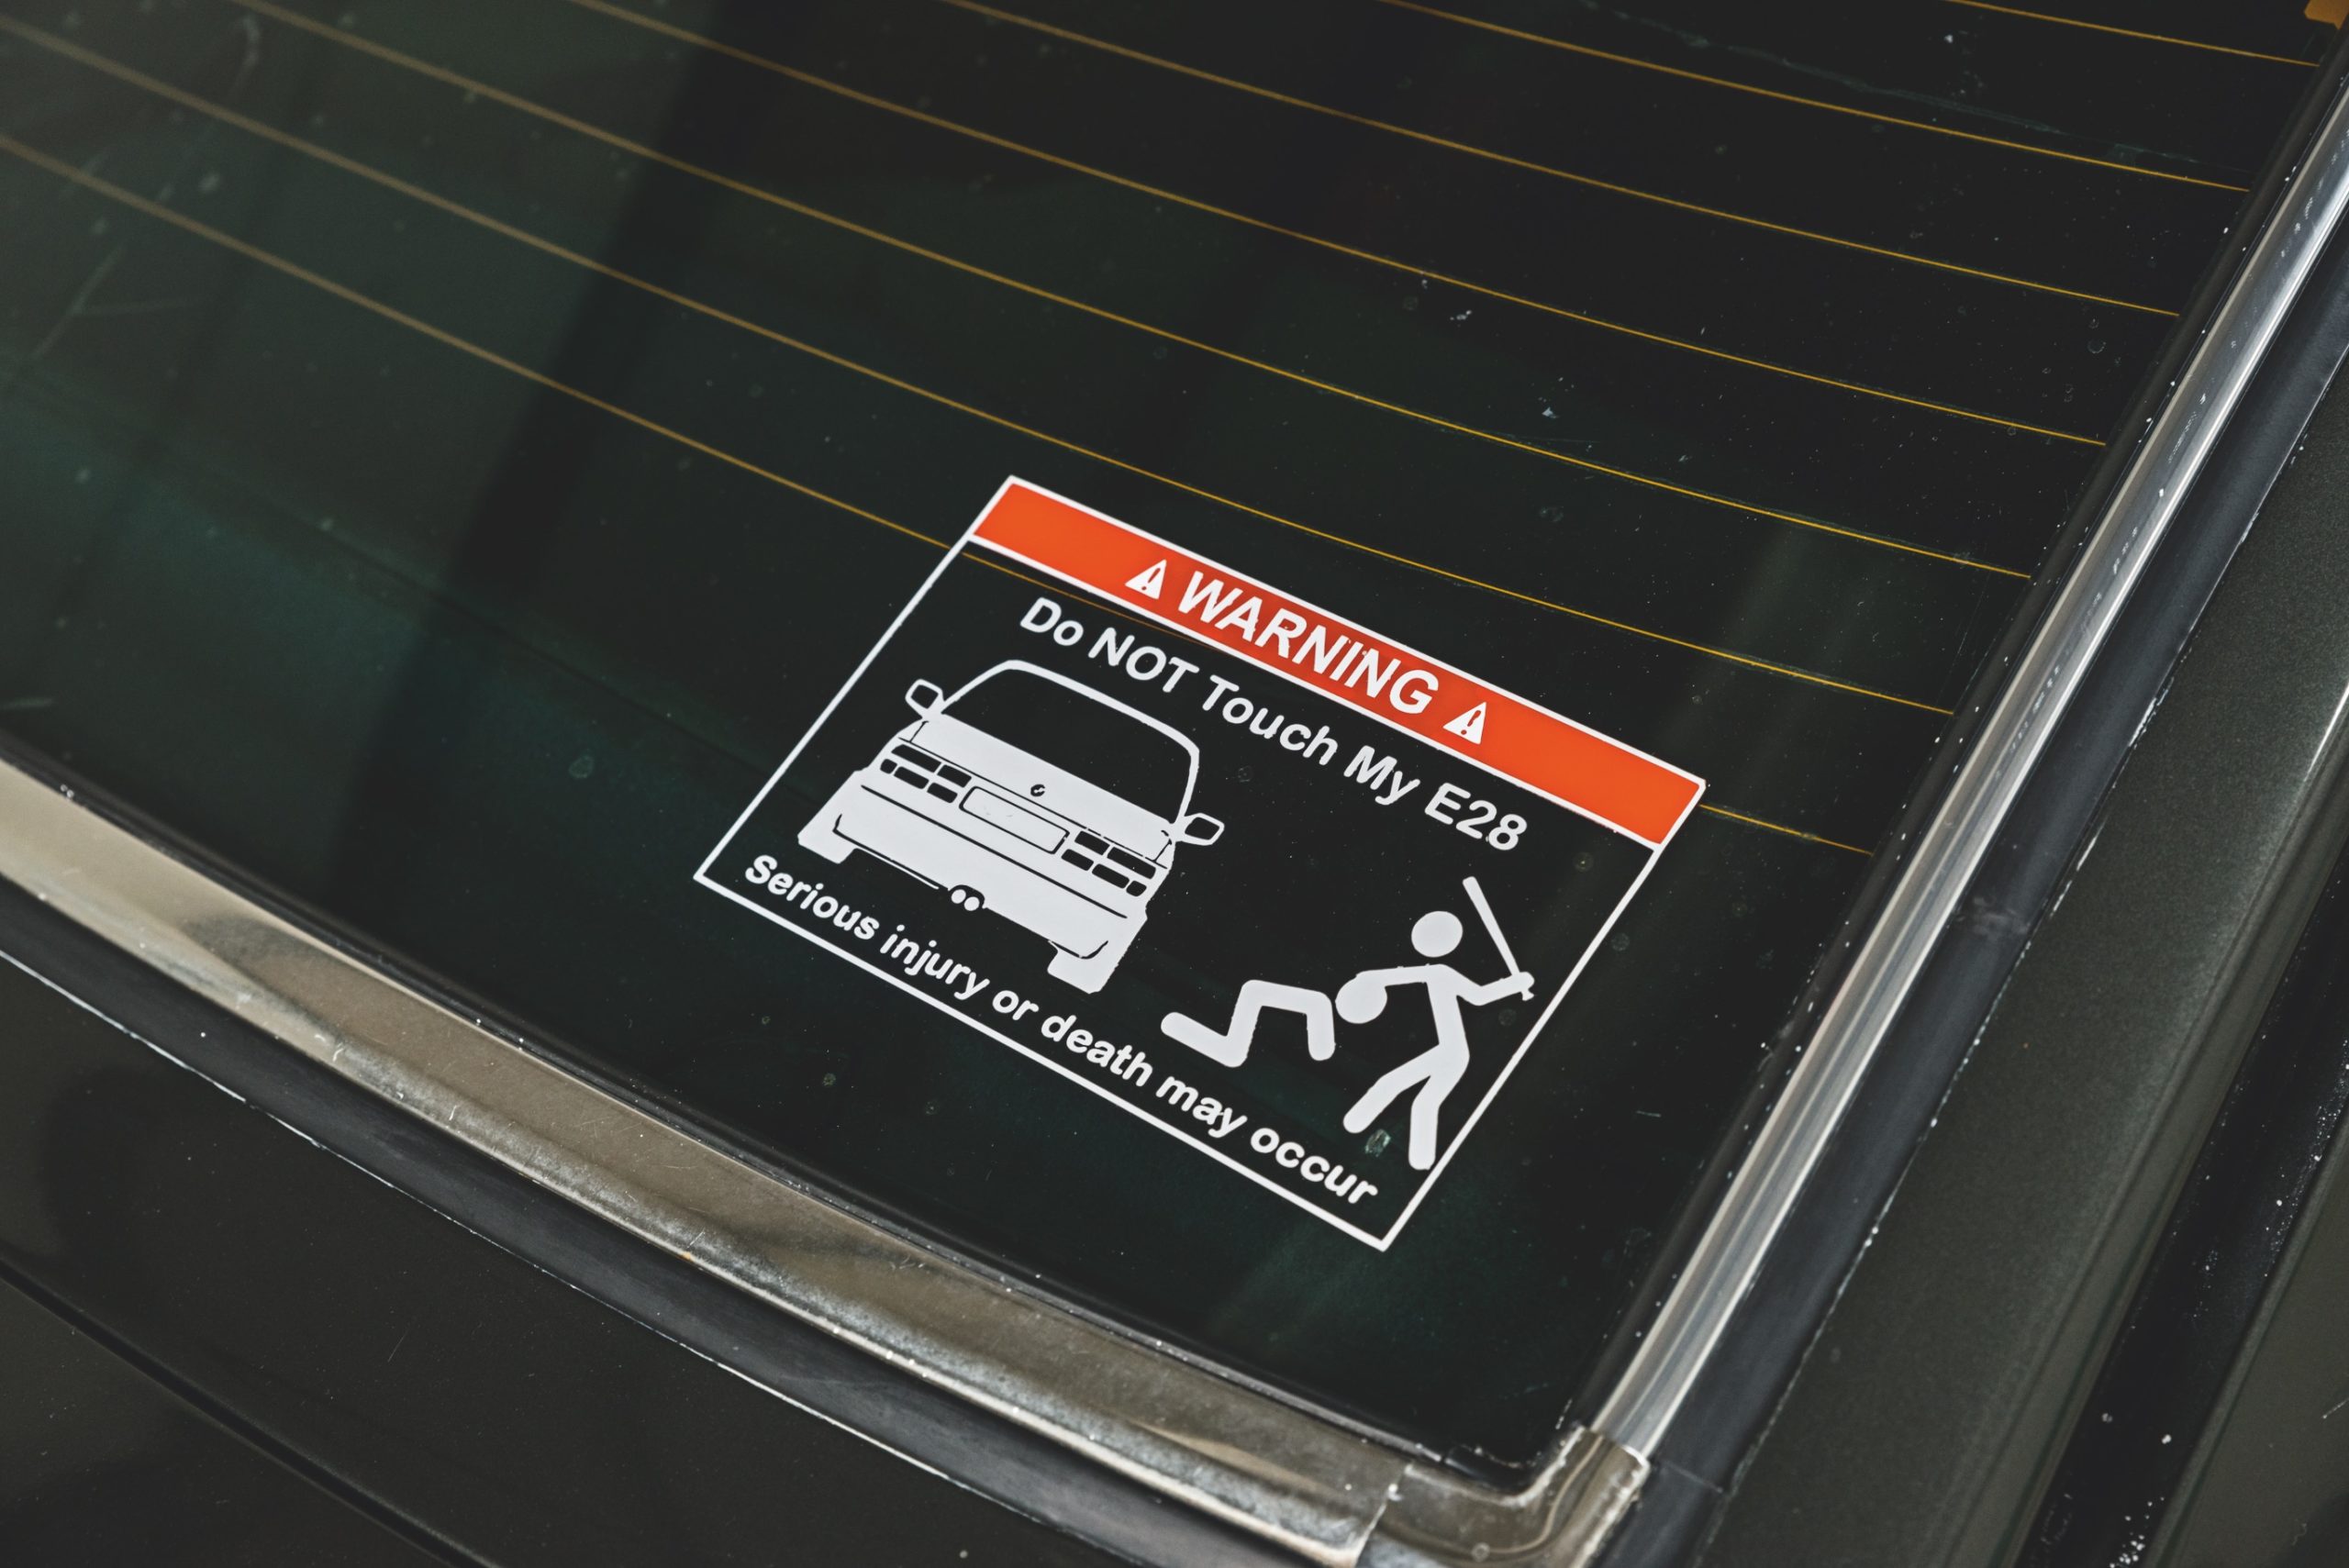 WARNING
Do NOT Touch My E28
Serious injury or death may occur